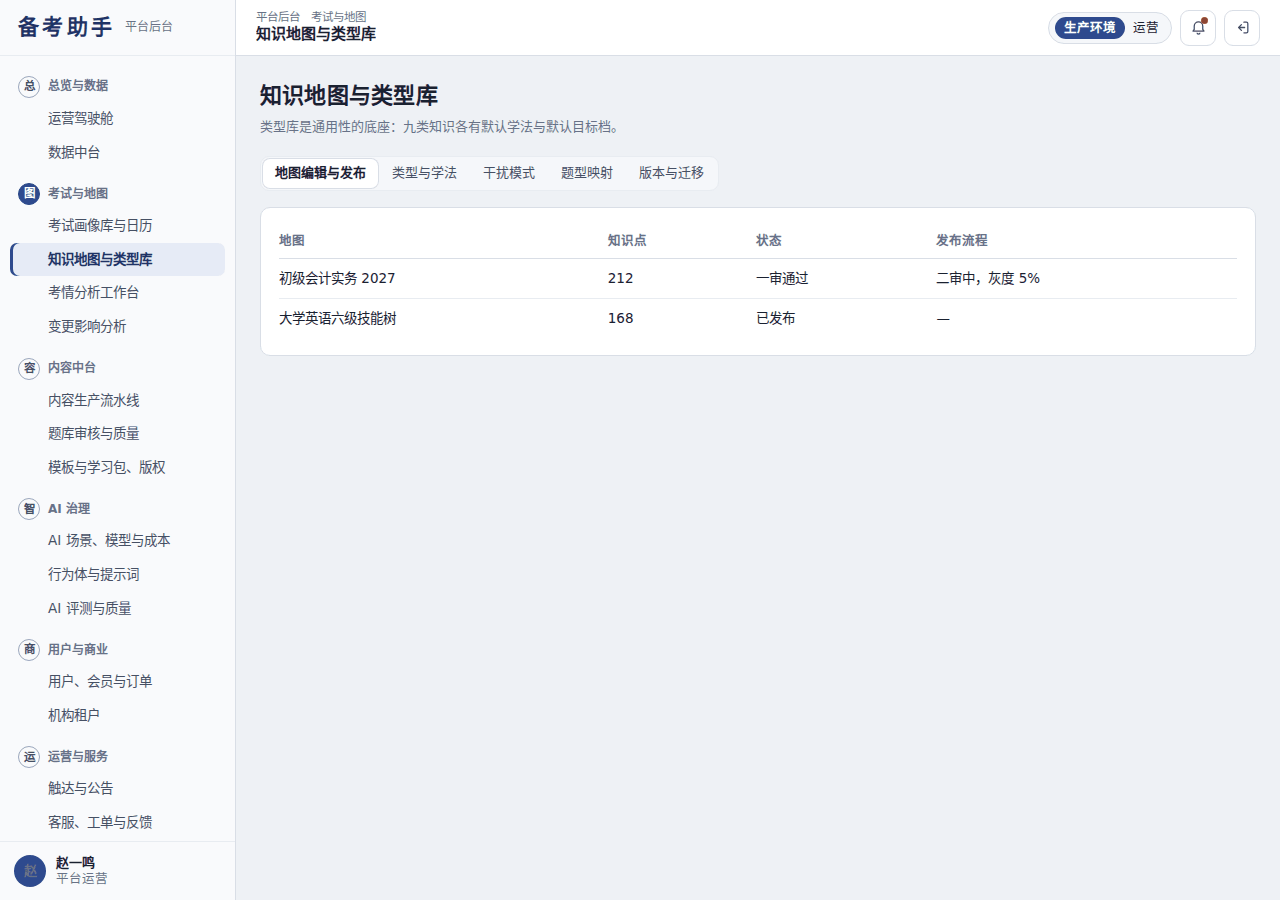 备考助手 平台后台
总 总览与数据
运营驾驶舱
数据中台
图 考试与地图
考试画像库与日历
知识地图与类型库
考情分析工作台
变更影响分析
容 内容中台
内容生产流水线
题库审核与质量
模板与学习包、版权
智 AI 治理
AI 场景、模型与成本
行为体与提示词
AI 评测与质量
商 用户与商业
用户、会员与订单
机构租户
运 运营与服务
触达与公告
客服、工单与反馈
赵 赵一鸣
平台运营
平台后台 考试与地图
知识地图与类型库
生产环境 运营
知识地图与类型库
类型库是通用性的底座：九类知识各有默认学法与默认目标档。
地图编辑与发布 类型与学法 干扰模式 题型映射 版本与迁移
地图 知识点 状态 发布流程
初级会计实务 2027 212 一审通过 二审中，灰度 5%
大学英语六级技能树 168 已发布 —